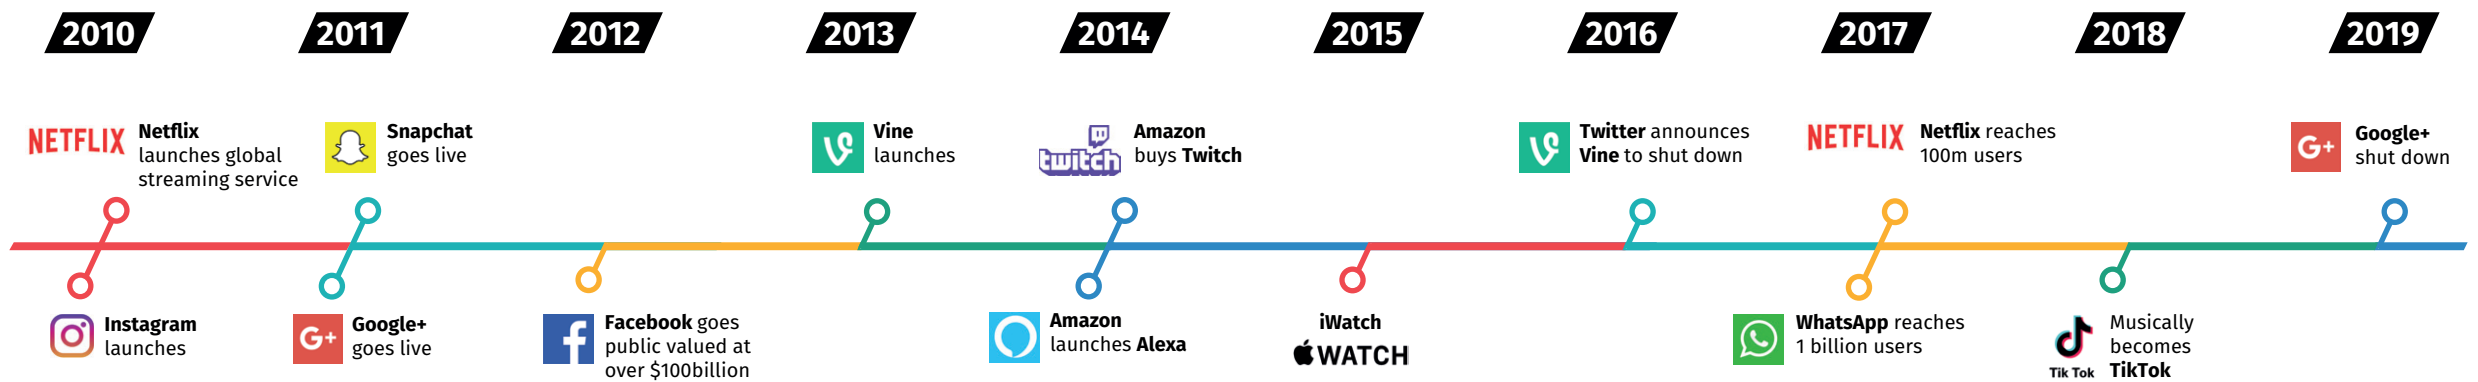 2010
2011
2012
2013
2014
2015
2016
2017
2018
2019
NETFLIX
Netflix
launches global
streaming service
Snapchat
goes live
Vine
launches
twitch
Amazon
buys Twitch
Twitter announces
Vine to shut down
NETFLIX
Netflix reaches
100m users
G+
Google+
shut down
Instagram
launches
G+
Google+
goes live
f
Facebook goes
public valued at
over $100billion
Amazon
launches Alexa
iWatch
WATCH
WhatsApp reaches
1 billion users
Tik Tok
Musically
becomes
TikTok